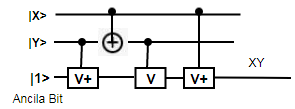 |X>
|Y>
XY
|1> V+ V V+
Ancila Bit